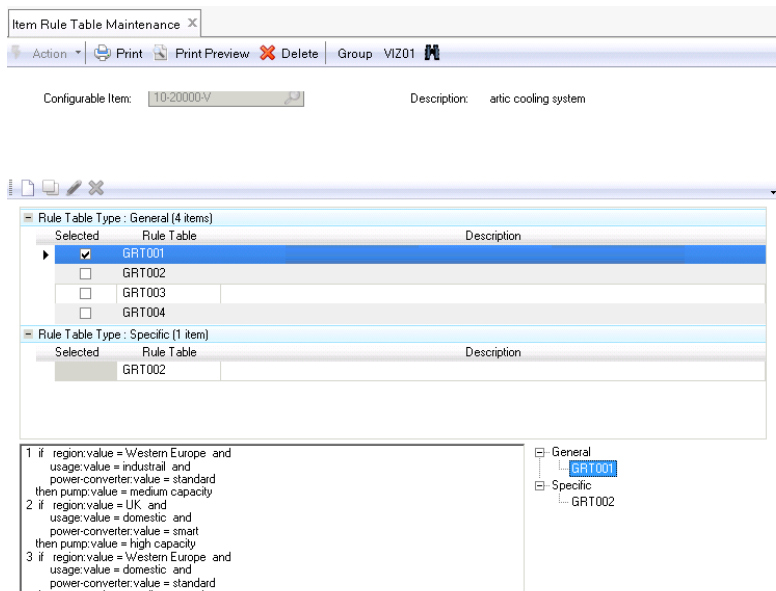 Item Rule Table Maintenance
Action Print Print Preview Delete Group VIZ01
Configurable Item: 10-20000-V Description: artic cooling system
Rule Table Type : General (4 items)
Selected Rule Table Description
GRT001
GRT002
GRT003
GRT004
Rule Table Type : Specific (1 item)
Selected Rule Table Description
GRT002
1 if region:value = Western Europe and
usage:value = industrail and
power-converter:value = standard
then pump:value = medium capacity
2 if region:value = UK and
usage:value = domestic and
power-converter:value = smart
then pump:value = high capacity
3 if region:value = Western Europe and
usage:value = domestic and
power-converter:value = standard
General
GRT001
Specific
GRT002